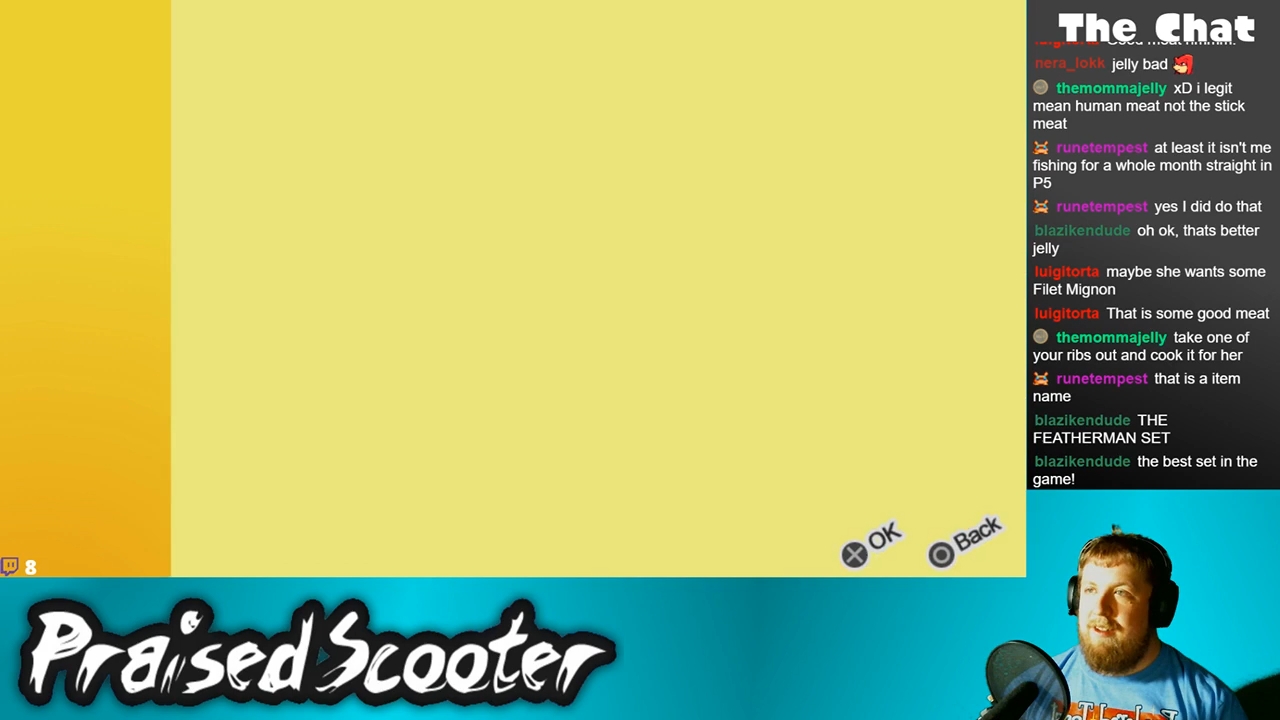 The Chat
nera_lokk jelly bad
themommajelly xD i legit
mean human meat not the stick
meat
runetempest at least it isn't me
fishing for a whole month straight in
P5
runetempest yes I did do that
blazikendude oh ok, thats better
jelly
luigitorta maybe she wants some
Filet Mignon
luigitorta That is some good meat
themommajelly take one of
your ribs out and cook it for her
runetempest that is a item
name
blazikendude THE
FEATHERMAN SET
blazikendude the best set in the
game!
OK
Back
8
PraisedScooter